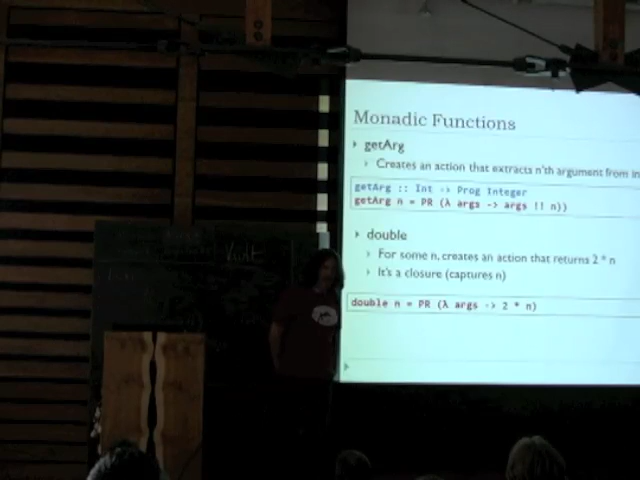 Monadic Functions
getArg
Creates an action that extracts n'th argument from in
getArg :: Int -> Prog Integer
getArg n = PR (λ args -> args !! n))
double
For some n, creates an action that returns 2 * n
It's a closure (captures n)
double n = PR (λ args -> 2 * n)